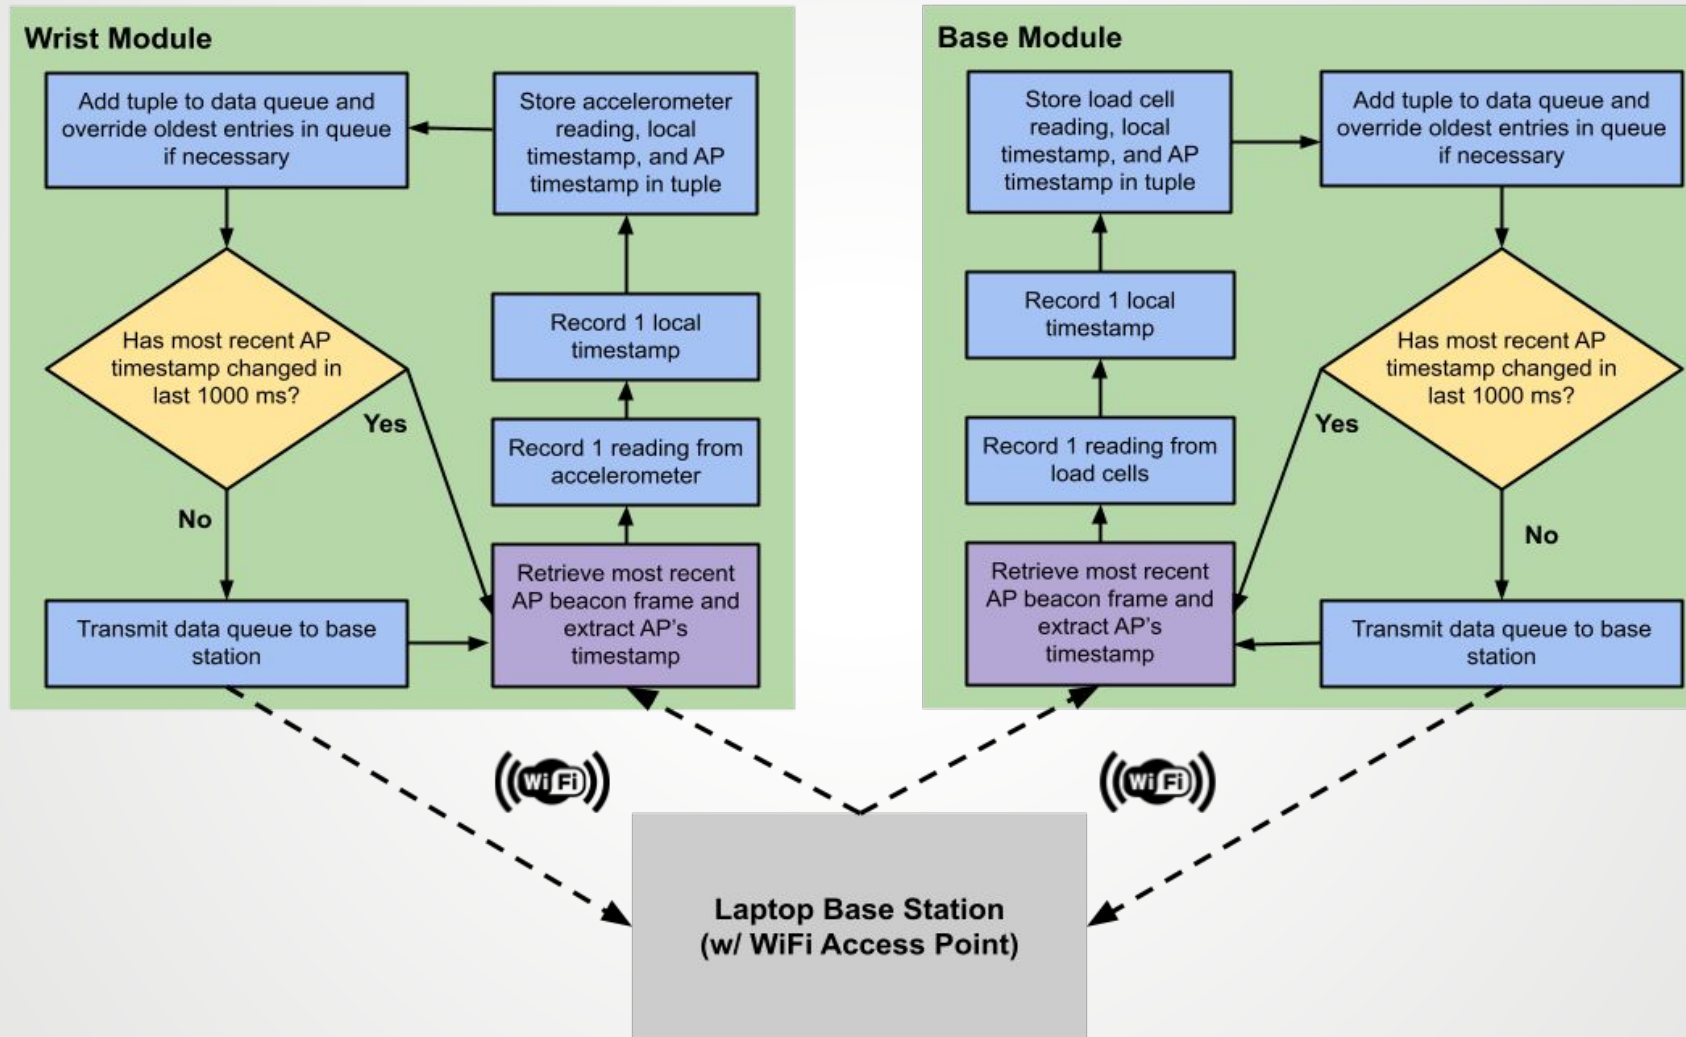 Wrist Module
Add tuple to data queue and
override oldest entries in queue
if necessary
Store accelerometer
reading, local
timestamp, and AP
timestamp in tuple
Has most recent AP
timestamp changed in
last 1000 ms?
Yes
No
Record 1 local
timestamp
Record 1 reading from
accelerometer
Retrieve most recent
AP beacon frame and
extract AP's
timestamp
Transmit data queue to base
station
Base Module
Store load cell
reading, local
timestamp, and AP
timestamp in tuple
Add tuple to data queue and
override oldest entries in queue
if necessary
Record 1 local
timestamp
Record 1 reading from
load cells
Retrieve most recent
AP beacon frame and
extract AP's
timestamp
Has most recent AP
timestamp changed in
last 1000 ms?
Yes
No
Transmit data queue to base
station
WiFi
WiFi
Laptop Base Station
(w/ WiFi Access Point)